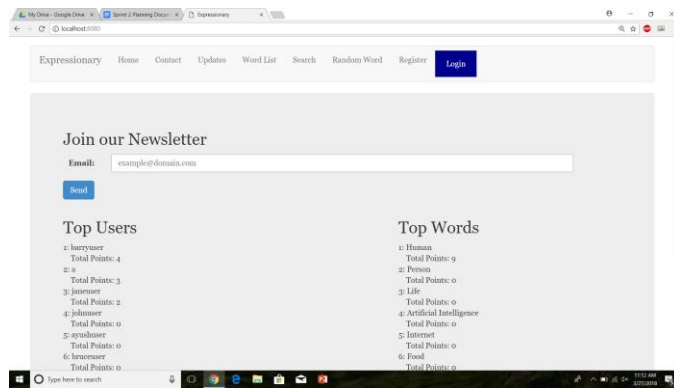 My Drive - Google Drive
Sprint 2 Planning Docum
Expressionary
localhost:8080
Expressionary Home Contact Updates Word List Search Random Word Register Login
Join our Newsletter
Email: example@domain.com
Send
Top Users
1: barryuser
Total Points: 4
2: a
Total Points: 3
3: janeuser
Total Points: 2
4: johnuser
Total Points: 0
5: ayushuser
Total Points: 0
6: bruceuser
Total Points: 0
Top Words
1: Human
Total Points: 9
2: Person
Total Points: 0
3: Life
Total Points: 0
4: Artificial Intelligence
Total Points: 0
5: Internet
Total Points: 0
6: Food
Total Points: 0
Type here to search
11:52 AM
3/27/2018